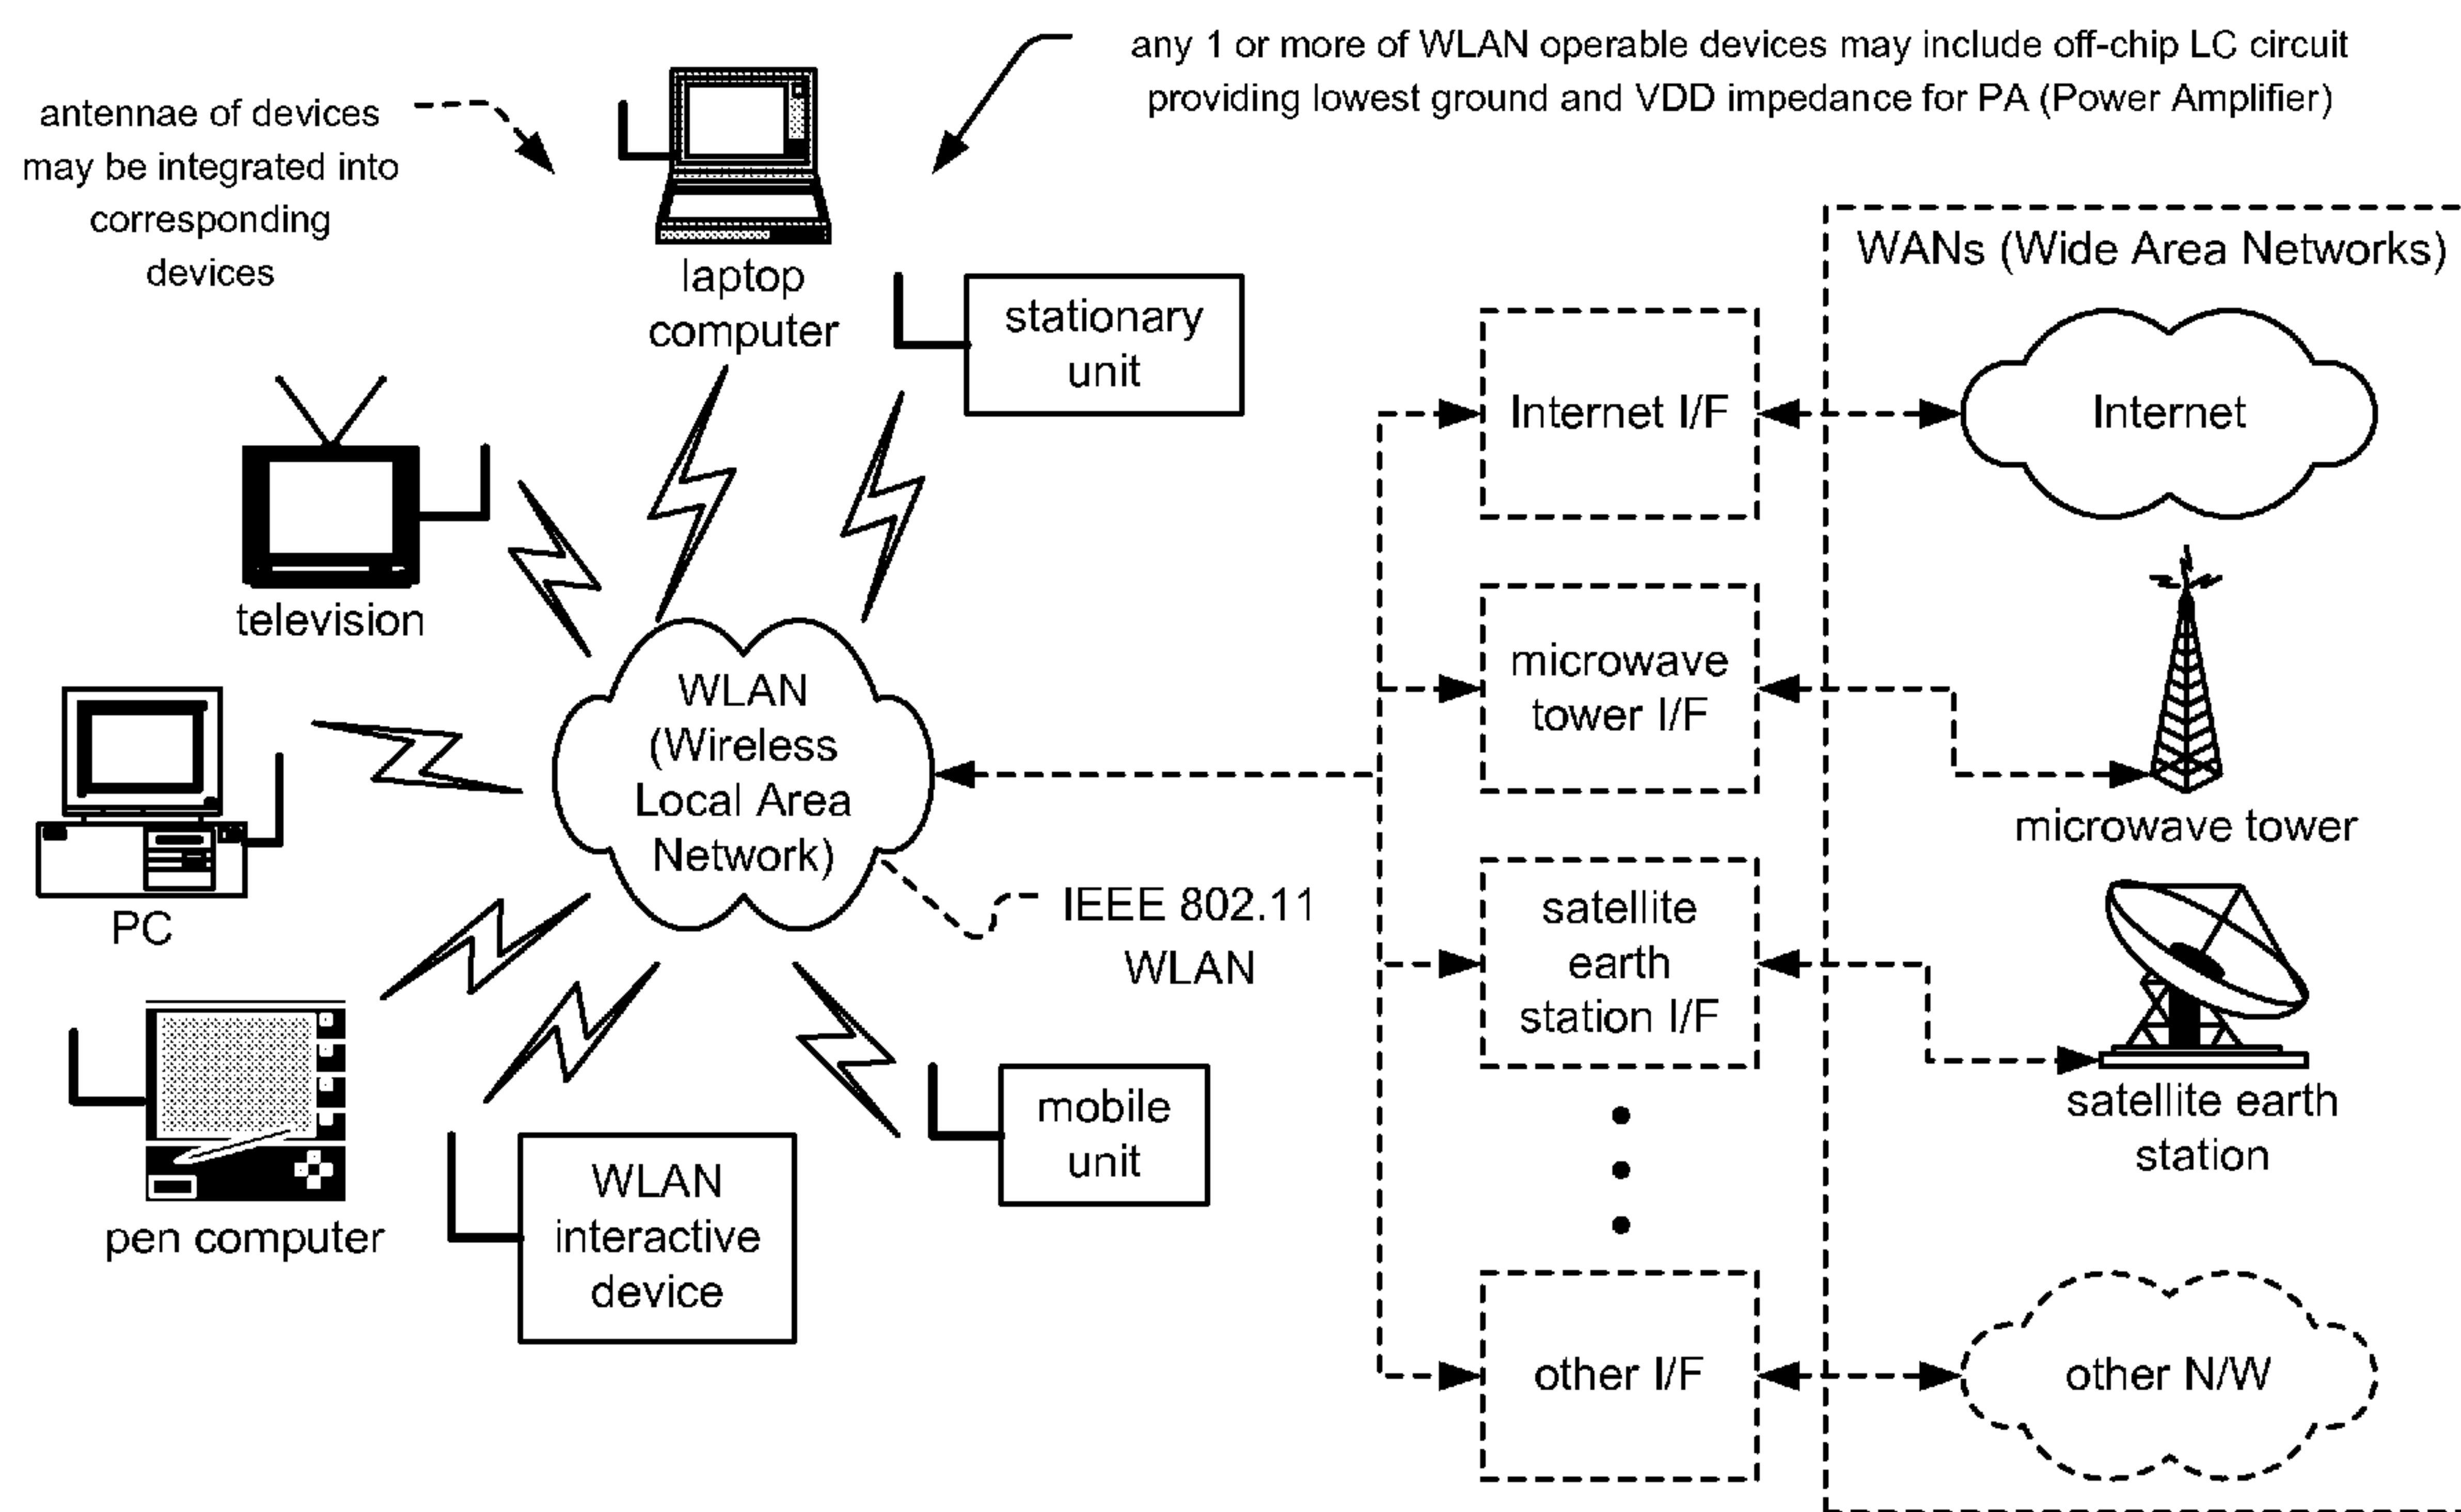 any 1 or more of WLAN operable devices may include off-chip LC circuit
providing lowest ground and VDD impedance for PA (Power Amplifier)
antennae of devices
may be integrated into
corresponding
devices
laptop
computer
stationary
unit
television
PC
pen computer
WLAN
interactive
device
mobile
unit
WLAN
(Wireless
Local Area
Network)
IEEE 802.11
WLAN
Internet I/F
microwave
tower I/F
satellite
earth
station I/F
other I/F
WANs (Wide Area Networks)
Internet
microwave tower
satellite earth
station
other N/W